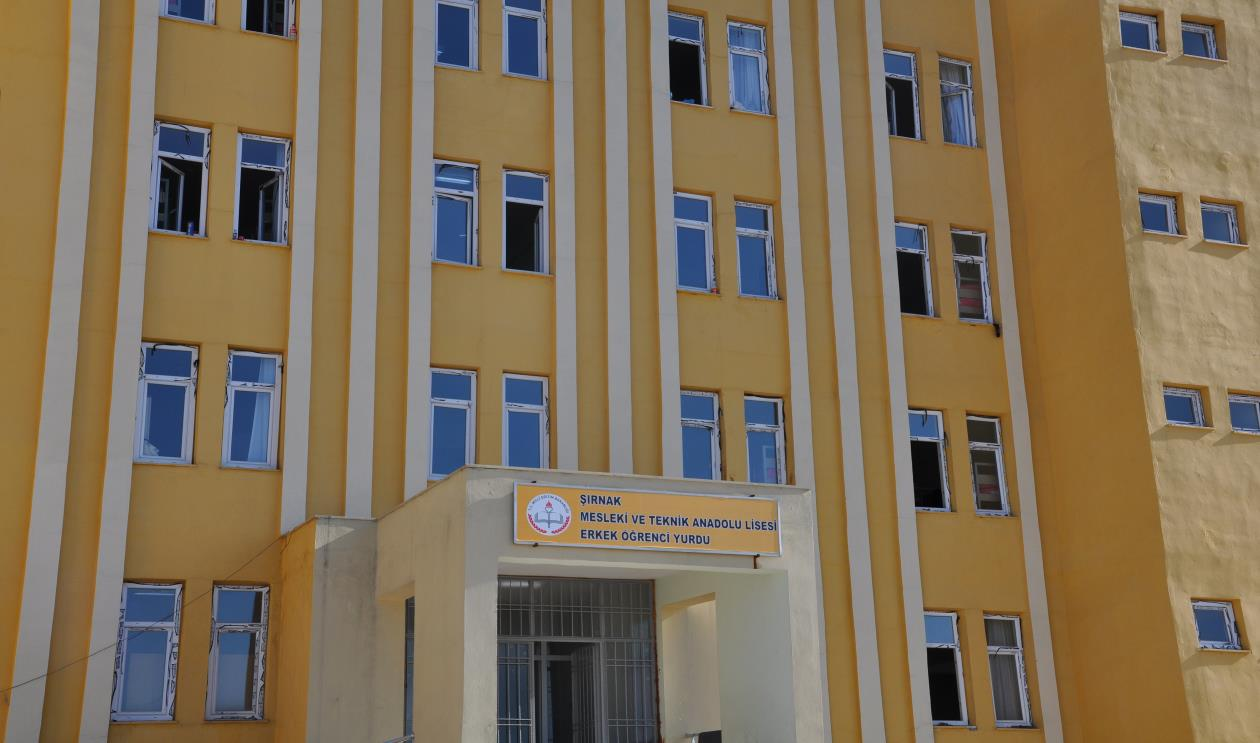 ŞIRNAK
MESLEKİ VE TEKNİK ANADOLU LİSESİ
ERKEK ÖĞRENCİ YURDU